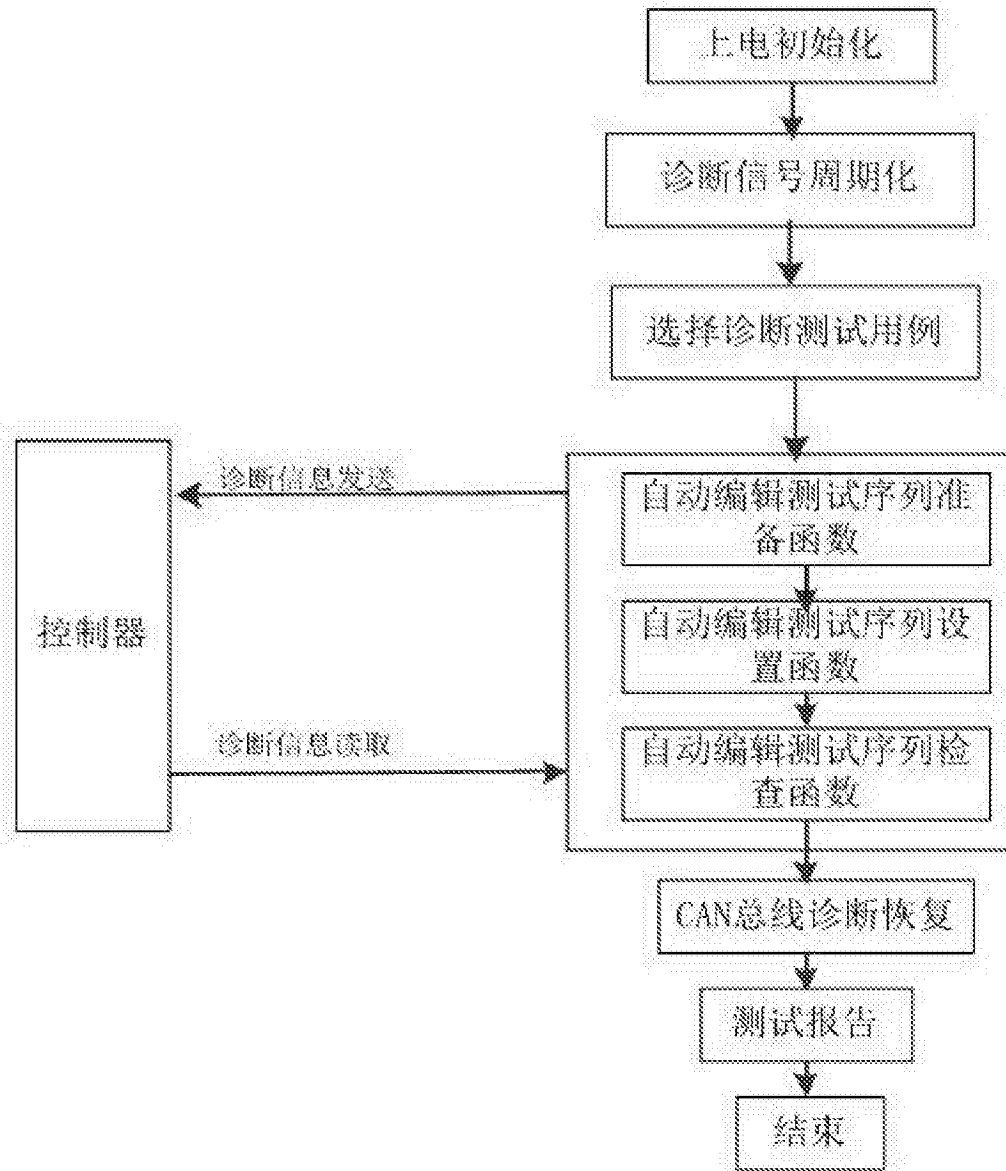 上电初始化
诊断信号周期化
选择诊断测试用例
诊断信息发送
自动编辑测试序列准
备函数
控制器
自动编辑测试序列设
置函数
诊断信息读取
自动编辑测试序列检
查函数
CAN总线诊断恢复
测试报告
结束